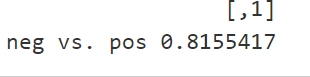 [,1]
neg vs. pos 0.8155417